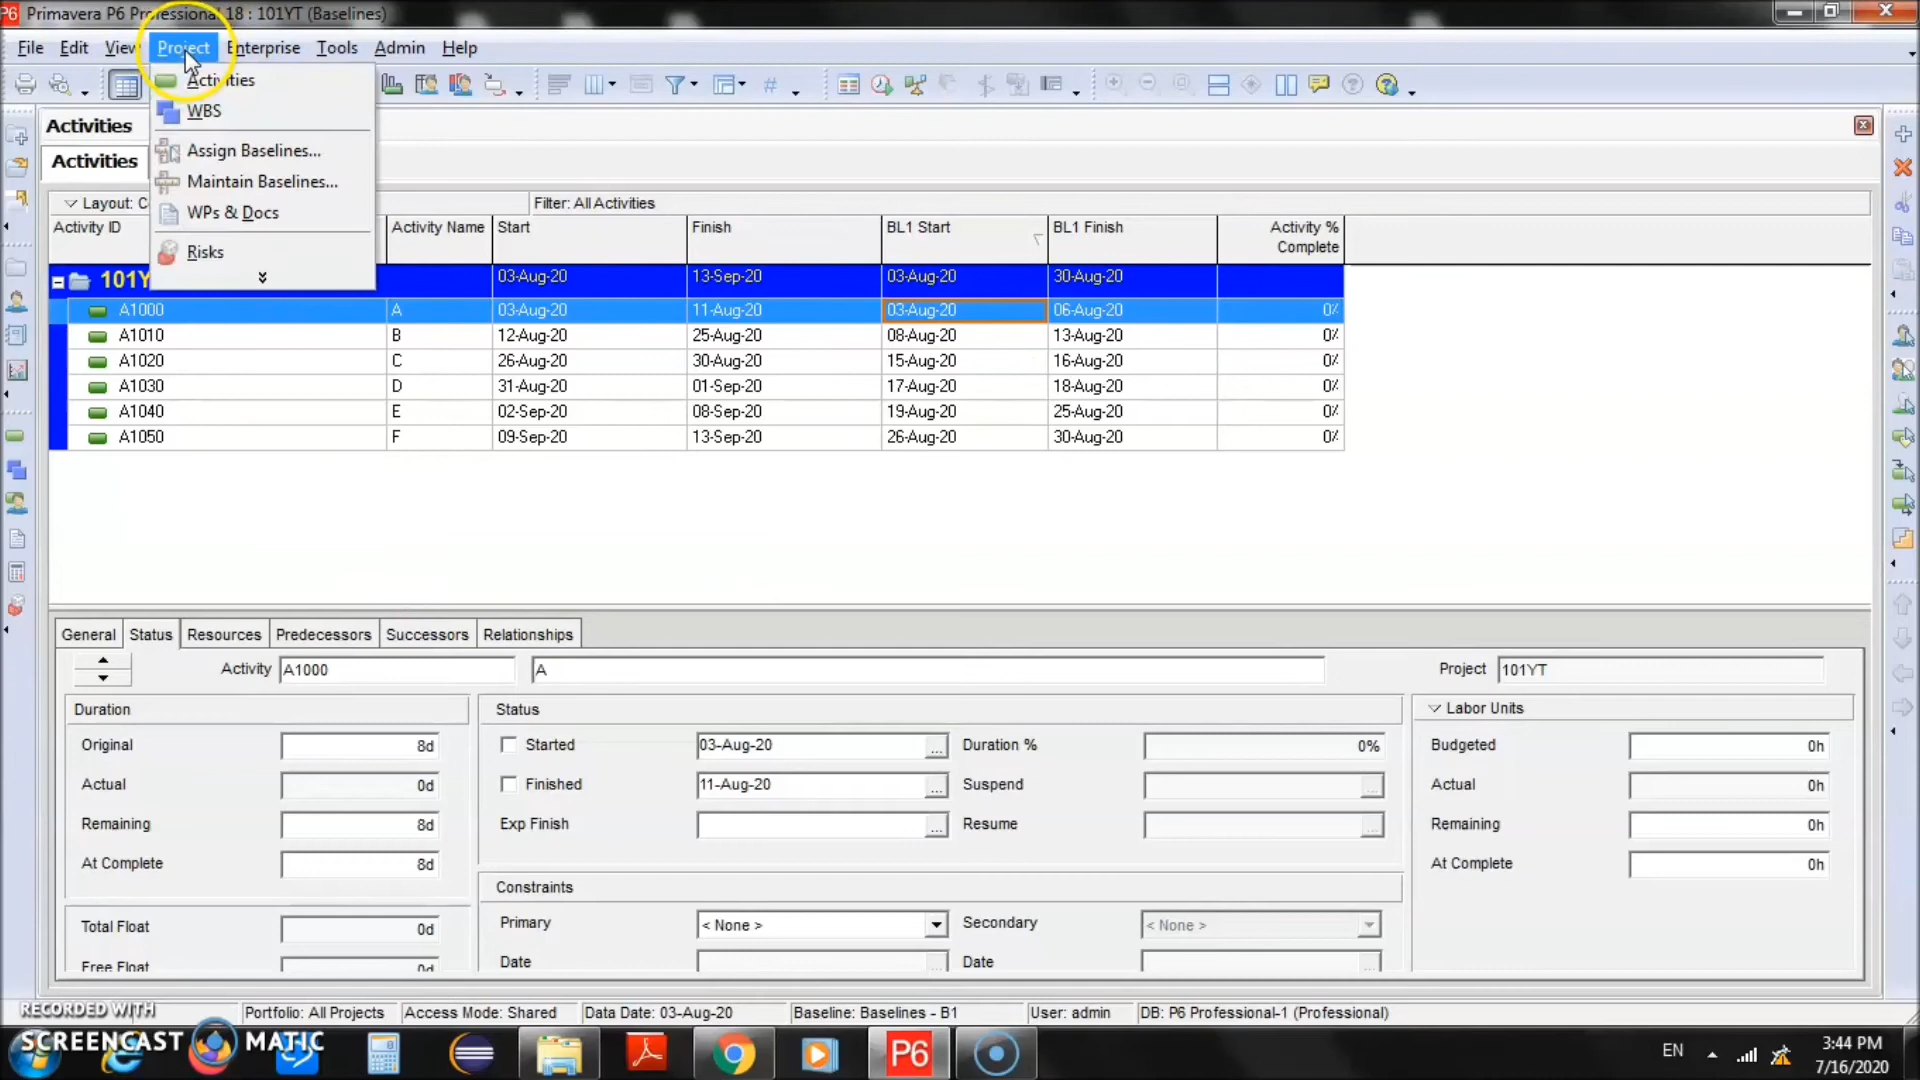 Primavera P6 Professional 18 : 101YT (Baselines)
File Edit View Project Enterprise Tools Admin Help
Activities
WBS
Assign Baselines...
Maintain Baselines...
WPs & Docs
Risks
Activities
Activities
Layout: C
Filter: All Activities
Activity ID Activity Name Start Finish BL1 Start BL1 Finish Activity % Complete
101Y 03-Aug-20 13-Sep-20 03-Aug-20 30-Aug-20
A1000 A 03-Aug-20 11-Aug-20 03-Aug-20 06-Aug-20 0%
A1010 B 12-Aug-20 25-Aug-20 08-Aug-20 13-Aug-20 0%
A1020 C 26-Aug-20 30-Aug-20 15-Aug-20 16-Aug-20 0%
A1030 D 31-Aug-20 01-Sep-20 17-Aug-20 18-Aug-20 0%
A1040 E 02-Sep-20 08-Sep-20 19-Aug-20 25-Aug-20 0%
A1050 F 09-Sep-20 13-Sep-20 26-Aug-20 30-Aug-20 0%
General Status Resources Predecessors Successors Relationships
Activity A1000 A Project 101YT
Duration Status Labor Units
Original 8d Started 03-Aug-20 ... Duration % 0% Budgeted 0h
Actual 0d Finished 11-Aug-20 ... Suspend ... Actual 0h
Remaining 8d Exp Finish ... Resume ... Remaining 0h
At Complete 8d At Complete 0h
Constraints
Total Float 0d Primary < None > Secondary < None >
Free Float 0d Date ... Date ...
RECORDED WITH
SCREENCAST MATIC
Portfolio: All Projects Access Mode: Shared Data Date: 03-Aug-20 Baseline: Baselines - B1 User: admin DB: P6 Professional-1 (Professional)
P6
EN
3:44 PM
7/16/2020